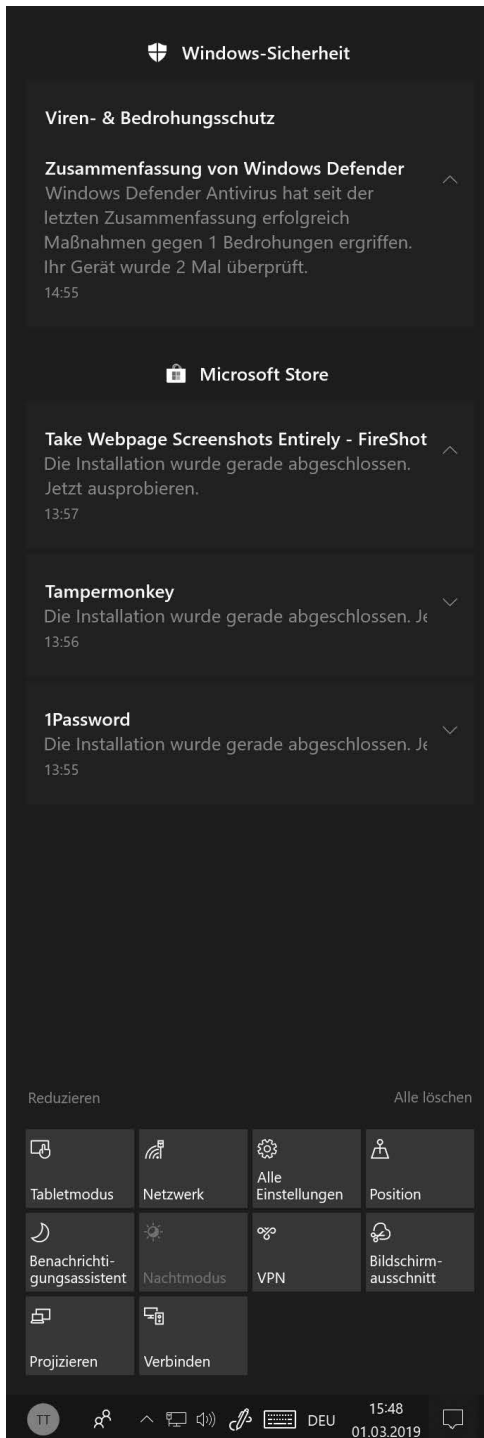 Windows-Sicherheit
Viren- & Bedrohungsschutz
Zusammenfassung von Windows Defender
Windows Defender Antivirus hat seit der
letzten Zusammenfassung erfolgreich
Maßnahmen gegen 1 Bedrohungen ergriffen.
Ihr Gerät wurde 2 Mal überprüft.
14:55
Microsoft Store
Take Webpage Screenshots Entirely - FireShot
Die Installation wurde gerade abgeschlossen.
Jetzt ausprobieren.
13:57
Tampermonkey
Die Installation wurde gerade abgeschlossen. Je
13:56
1Password
Die Installation wurde gerade abgeschlossen. Je
13:55
Reduzieren
Alle löschen
Tabletmodus
Netzwerk
Alle
Einstellungen
Position
Benachrichti-
gungsassistent
Nachtmodus
VPN
Bildschirm-
ausschnitt
Projizieren
Verbinden
TT
DEU
15:48
01.03.2019